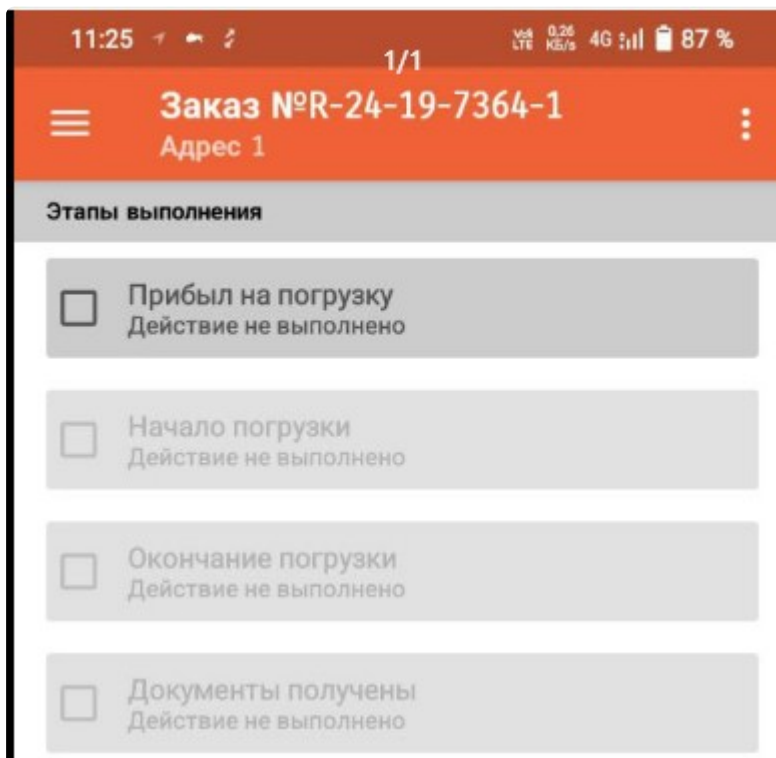 11:25 VoLTE 0,26 КБ/s 4G 87 %
1/1
Заказ №R-24-19-7364-1
Адрес 1
Этапы выполнения
Прибыл на погрузку
Действие не выполнено
Начало погрузки
Действие не выполнено
Окончание погрузки
Действие не выполнено
Документы получены
Действие не выполнено